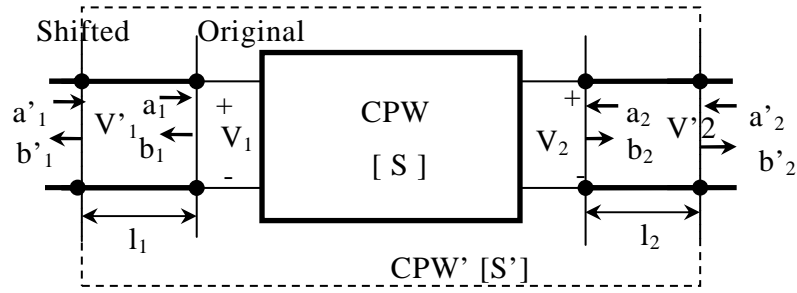 Shifted Original
a'₁ a₁ + CPW + a₂ a'₂
V'₁ V₁ V₂ V'2
b'₁ b₁ [ S ] b₂ b'₂
- -
l₁ l₂
CPW' [S']